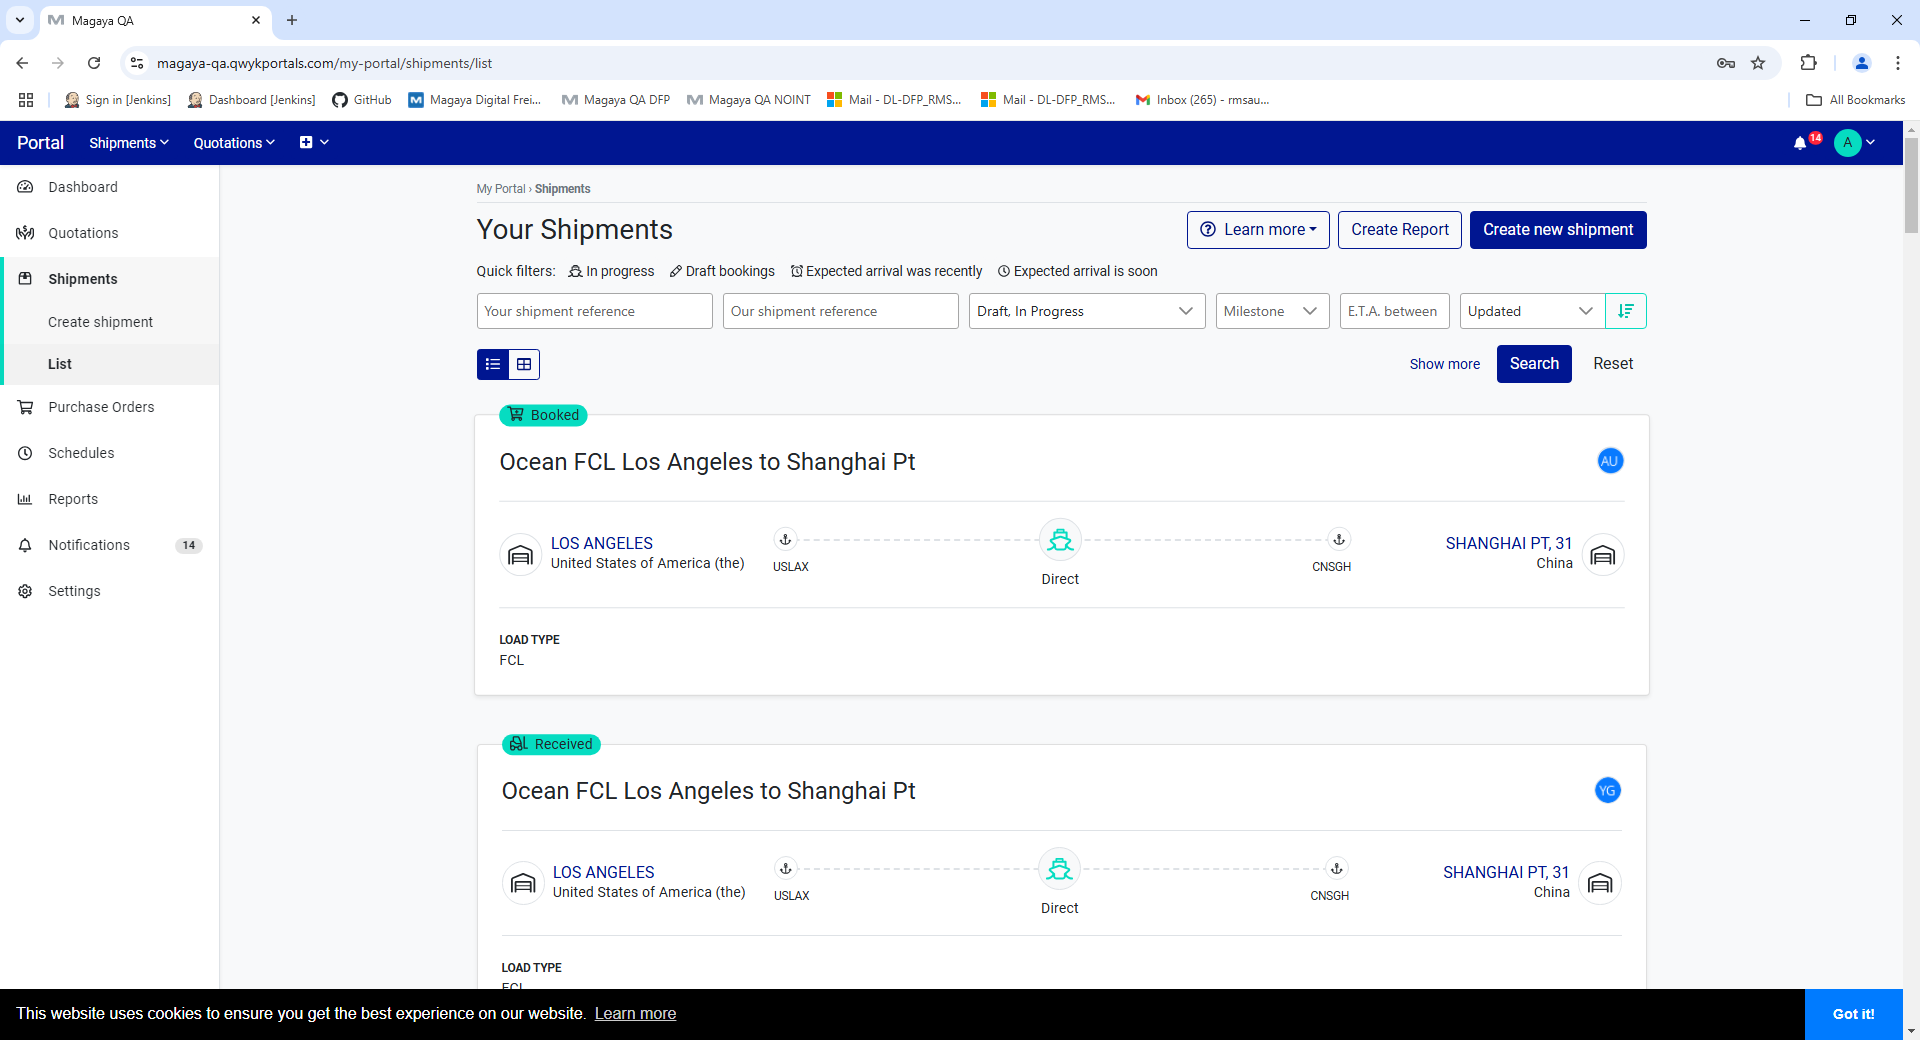 Magaya QA
magaya-qa.qwykportals.com/my-portal/shipments/list
Sign in [Jenkins]
Dashboard [Jenkins]
GitHub
Magaya Digital Frei...
Magaya QA DFP
Magaya QA NOINT
Mail - DL-DFP_RMS...
Mail - DL-DFP_RMS...
Inbox (265) - rmsau...
All Bookmarks
Portal
Shipments
Quotations
14
A
Dashboard
Quotations
Shipments
Create shipment
List
Purchase Orders
Schedules
Reports
Notifications 14
Settings
My Portal › Shipments
Your Shipments
Learn more
Create Report
Create new shipment
Quick filters: In progress Draft bookings Expected arrival was recently Expected arrival is soon
Your shipment reference
Our shipment reference
Draft, In Progress
Milestone
E.T.A. between
Updated
Show more
Search
Reset
Booked
Ocean FCL Los Angeles to Shanghai Pt
AU
LOS ANGELES
United States of America (the)
USLAX
Direct
CNSGH
SHANGHAI PT, 31
China
LOAD TYPE
FCL
Received
Ocean FCL Los Angeles to Shanghai Pt
YG
LOS ANGELES
United States of America (the)
USLAX
Direct
CNSGH
SHANGHAI PT, 31
China
LOAD TYPE
FCL
This website uses cookies to ensure you get the best experience on our website. Learn more
Got it!